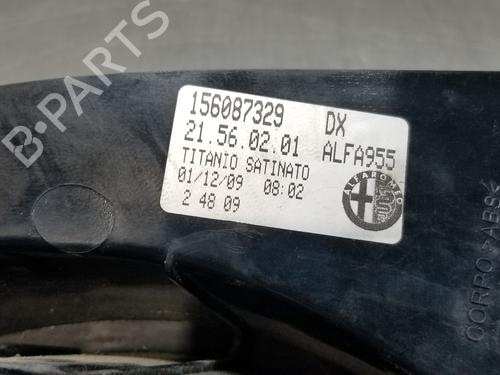 B-PARTS
156087329 DX
21.56.02.01 ALFA955
TITANIO SATINATO
01/12/09 08:02
2 48 09
ALFA ROMEO
CORPO >ABS<